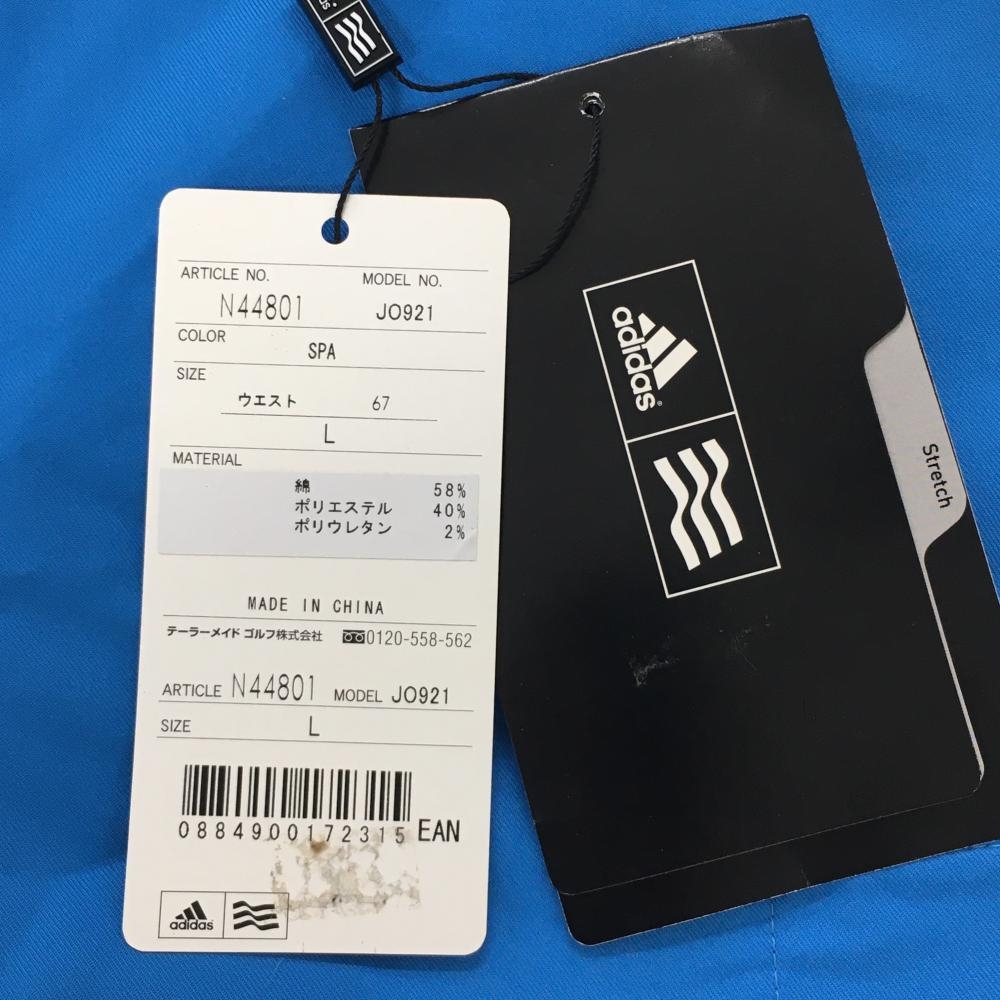 ARTICLE NO. MODEL NO.
N44801 JO921
COLOR
SPA
SIZE
ウエスト 67
L
MATERIAL
綿 58%
ポリエステル 40%
ポリウレタン 2%
MADE IN CHINA
テーラーメイド ゴルフ株式会社 0120-558-562
ARTICLE N44801 MODEL JO921
SIZE L
0884900172315 EAN
adidas
adidas®
Stretch